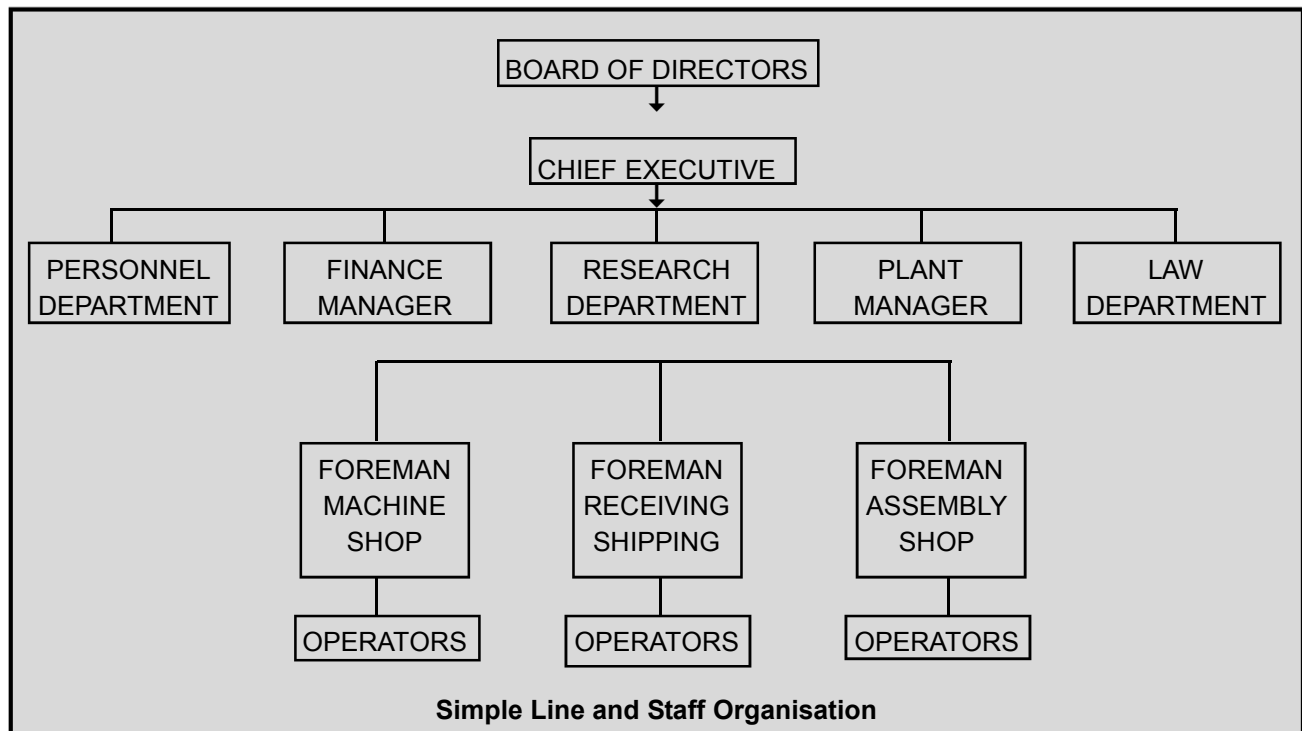 BOARD OF DIRECTORS
CHIEF EXECUTIVE
PERSONNEL
DEPARTMENT
FINANCE
MANAGER
RESEARCH
DEPARTMENT
PLANT
MANAGER
LAW
DEPARTMENT
FOREMAN
MACHINE
SHOP
FOREMAN
RECEIVING
SHIPPING
FOREMAN
ASSEMBLY
SHOP
OPERATORS
OPERATORS
OPERATORS
Simple Line and Staff Organisation